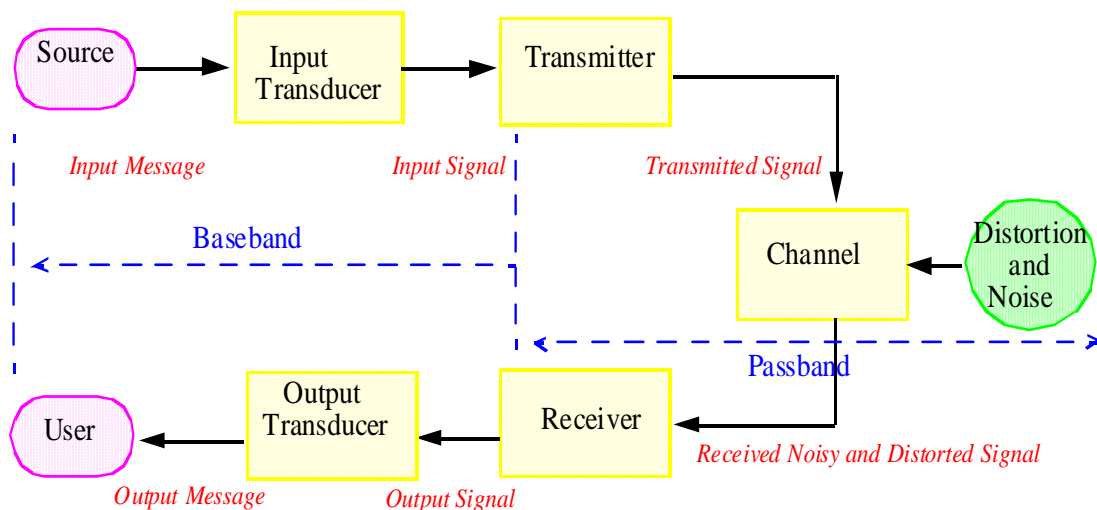 Source
Input
Transducer
Transmitter
Input Message
Input Signal
Transmitted Signal
Baseband
Channel
Distortion
and
Noise
Passband
User
Output
Transducer
Receiver
Received Noisy and Distorted Signal
Output Message
Output Signal